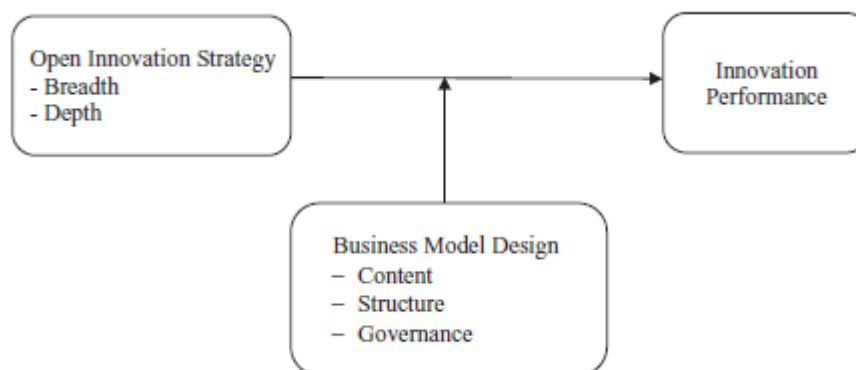 Open Innovation Strategy
- Breadth
- Depth
Innovation
Performance
Business Model Design
– Content
– Structure
– Governance